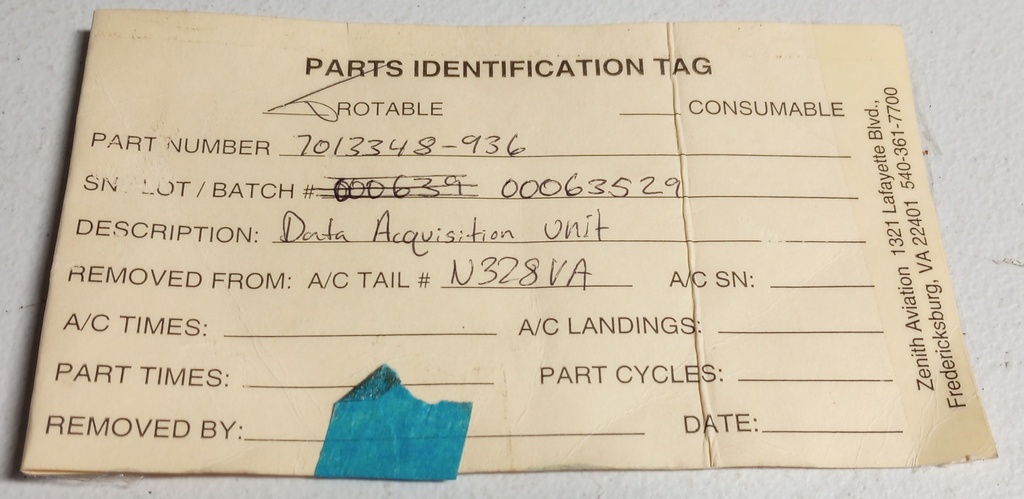 PARTS IDENTIFICATION TAG
ROTABLE CONSUMABLE
PART NUMBER 7013348-936
SN LOT / BATCH # 000639 00063529
DESCRIPTION: Data Acquisition unit
REMOVED FROM: A/C TAIL # N328VA A/C SN:
A/C TIMES: A/C LANDINGS:
PART TIMES: PART CYCLES:
REMOVED BY: DATE:
Zenith Aviation 1321 Lafayette Blvd.,
Fredericksburg, VA 22401 540-361-7700